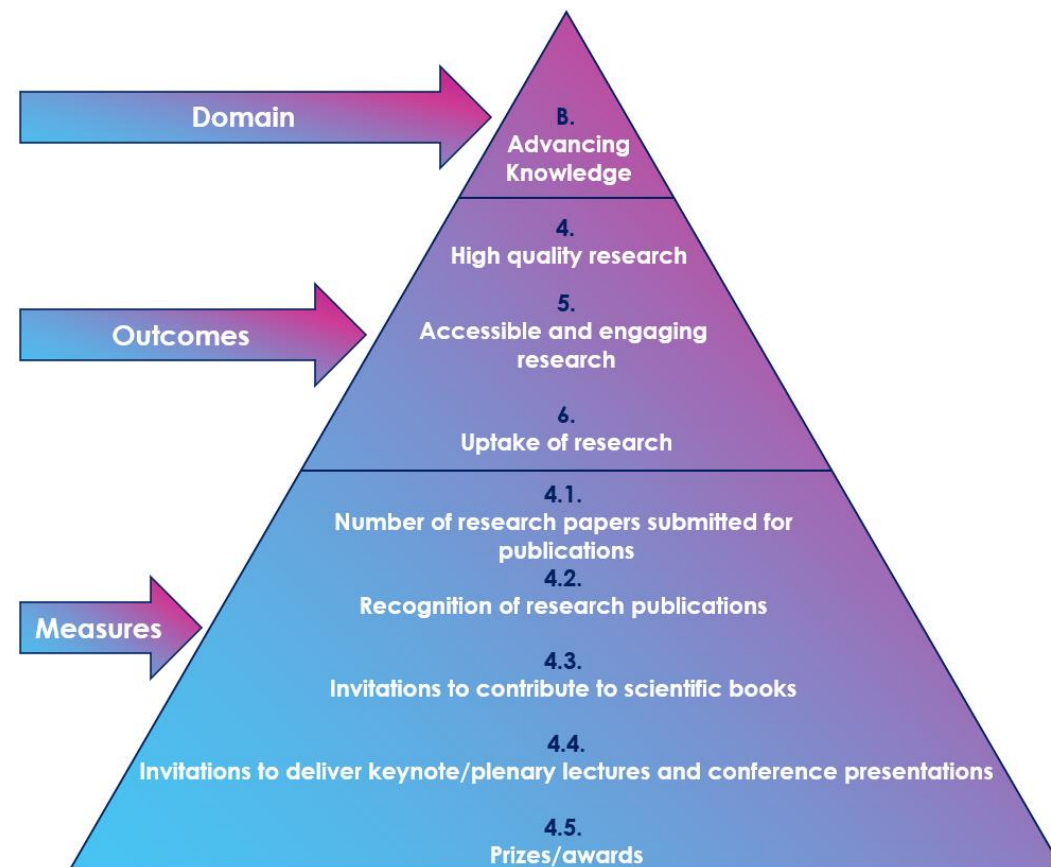 Domain
B.
Advancing
Knowledge
4.
High quality research
5.
Outcomes
Accessible and engaging
research
6.
Uptake of research
4.1.
Number of research papers submitted for
publications
4.2.
Recognition of research publications
Measures
4.3.
Invitations to contribute to scientific books
4.4.
Invitations to deliver keynote/plenary lectures and conference presentations
4.5.
Prizes/awards